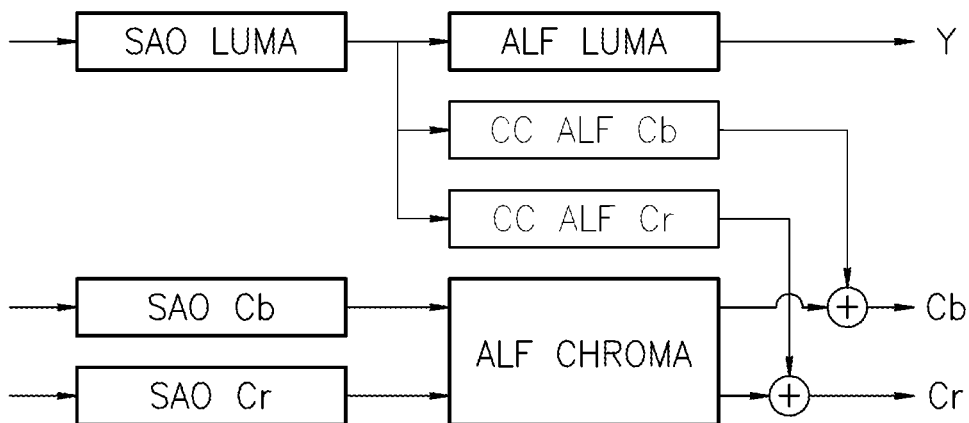 SAO LUMA
ALF LUMA
Y
CC ALF Cb
CC ALF Cr
SAO Cb
ALF CHROMA
Cb
SAO Cr
Cr